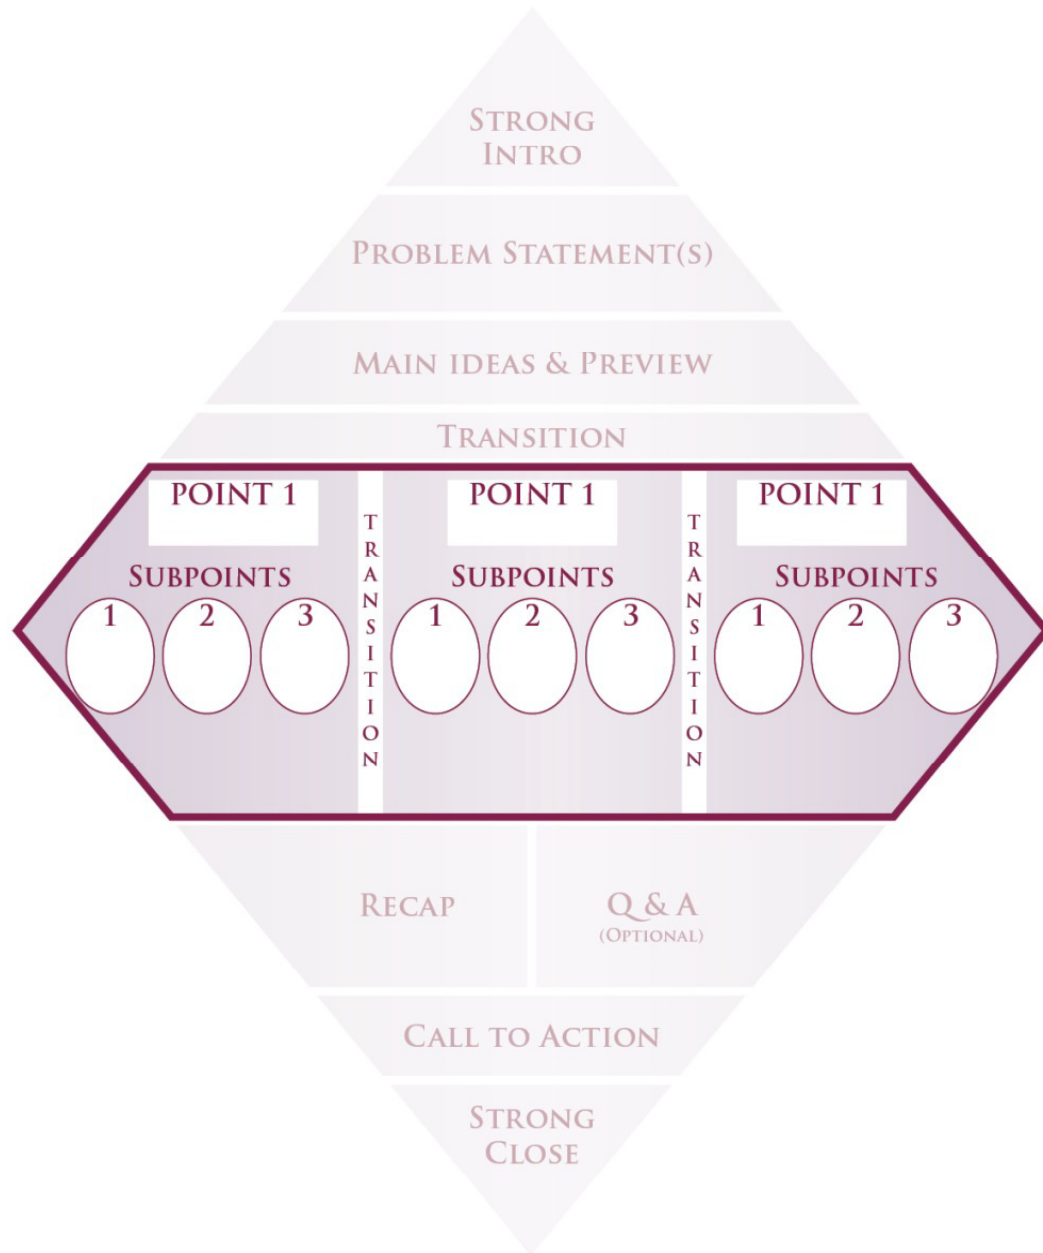 STRONG
INTRO
PROBLEM STATEMENT(S)
MAIN IDEAS & PREVIEW
TRANSITION
POINT 1
SUBPOINTS
1 2 3
TRANSITION
POINT 1
SUBPOINTS
1 2 3
TRANSITION
POINT 1
SUBPOINTS
1 2 3
RECAP
Q & A
(OPTIONAL)
CALL TO ACTION
STRONG
CLOSE